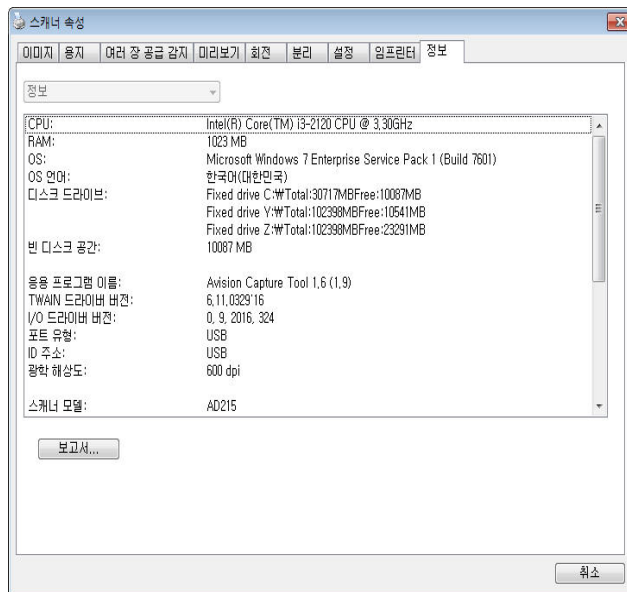 스캐너 속성
이미지 용지 여러 장 공급 감지 미리보기 회전 분리 설정 임프린터 정보
정보
CPU: Intel(R) Core(TM) i3-2120 CPU @ 3,30GHz
RAM: 1023 MB
OS: Microsoft Windows 7 Enterprise Service Pack 1 (Build 7601)
OS 언어: 한국어(대한민국)
디스크 드라이브: Fixed drive C:₩Total:30717MBFree:10087MB
Fixed drive Y:₩Total:102398MBFree:10541MB
Fixed drive Z:₩Total:102398MBFree:23291MB
빈 디스크 공간: 10087 MB
응용 프로그램 이름: Avision Capture Tool 1,6 (1,9)
TWAIN 드라이버 버전: 6,11,0329'16
I/O 드라이버 버전: 0, 9, 2016, 324
포트 유형: USB
ID 주소: USB
광학 해상도: 600 dpi
스캐너 모델: AD215
보고서...
취소